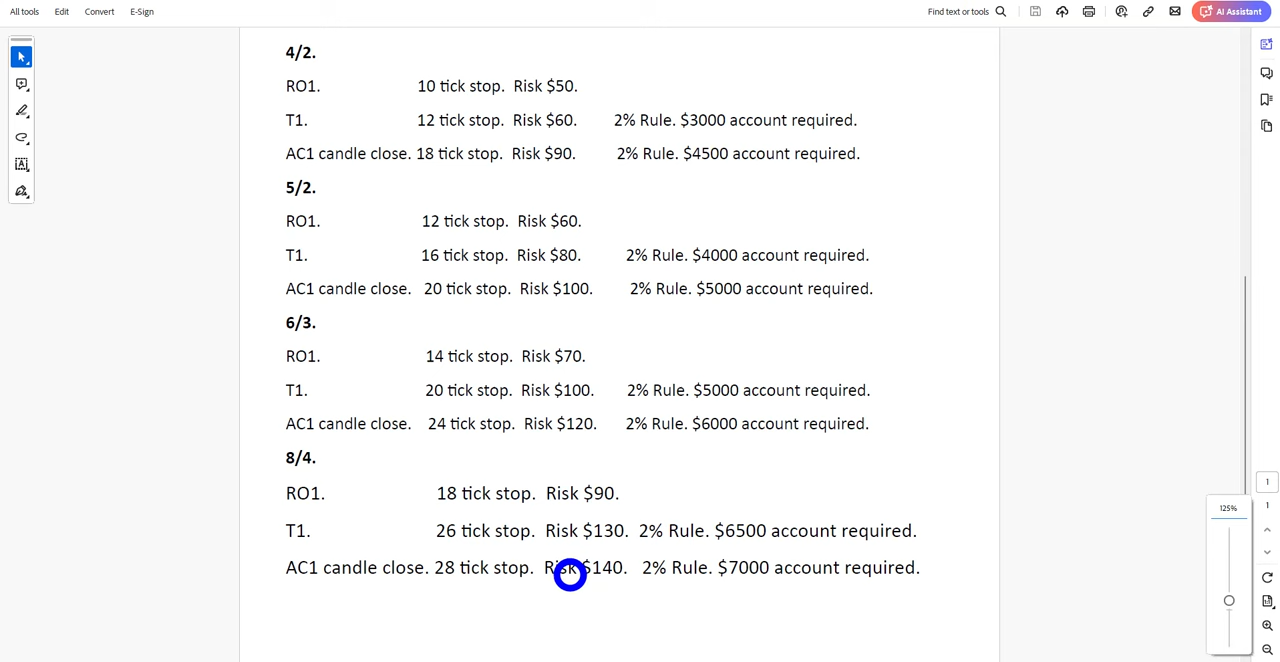 All tools Edit Convert E-Sign Find text or tools AI Assistant
4/2.
RO1. 10 tick stop. Risk $50.
T1. 12 tick stop. Risk $60. 2% Rule. $3000 account required.
AC1 candle close. 18 tick stop. Risk $90. 2% Rule. $4500 account required.
5/2.
RO1. 12 tick stop. Risk $60.
T1. 16 tick stop. Risk $80. 2% Rule. $4000 account required.
AC1 candle close. 20 tick stop. Risk $100. 2% Rule. $5000 account required.
6/3.
RO1. 14 tick stop. Risk $70.
T1. 20 tick stop. Risk $100. 2% Rule. $5000 account required.
AC1 candle close. 24 tick stop. Risk $120. 2% Rule. $6000 account required.
8/4.
RO1. 18 tick stop. Risk $90.
T1. 26 tick stop. Risk $130. 2% Rule. $6500 account required.
AC1 candle close. 28 tick stop. Risk $140. 2% Rule. $7000 account required.
1
1
125%